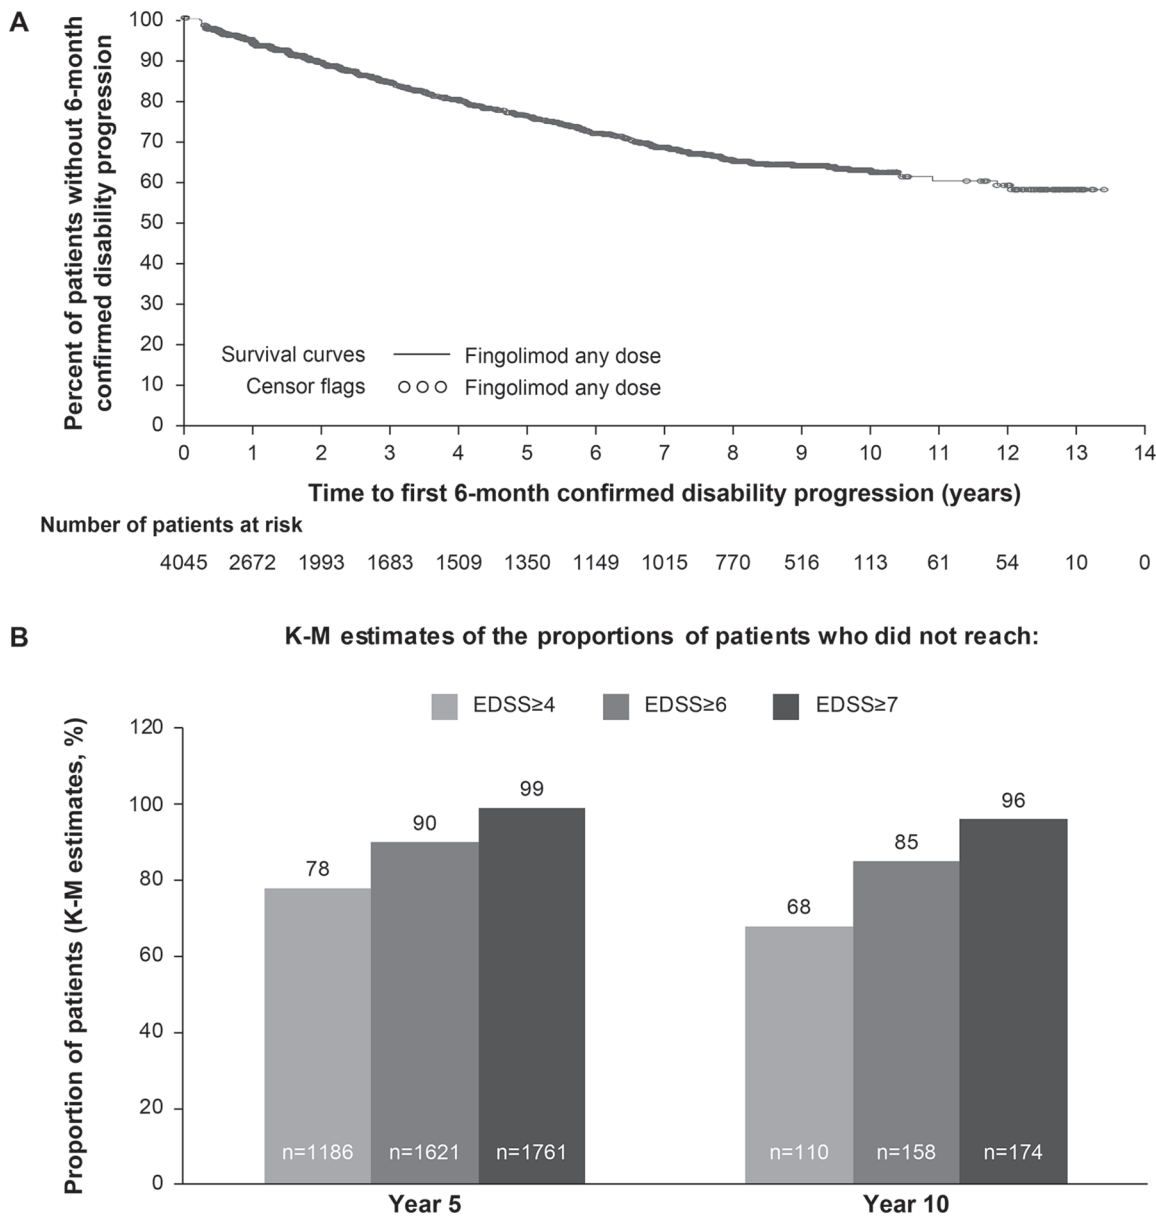 A
Percent of patients without 6-month
confirmed disability progression
100
90
80
70
60
50
40
30
20
10
0
Survival curves Fingolimod any dose
Censor flags Fingolimod any dose
0 1 2 3 4 5 6 7 8 9 10 11 12 13 14
Time to first 6-month confirmed disability progression (years)
Number of patients at risk
4045 2672 1993 1683 1509 1350 1149 1015 770 516 113 61 54 10 0
B
K-M estimates of the proportions of patients who did not reach:
EDSS≥4 EDSS≥6 EDSS≥7
Proportion of patients (K-M estimates, %)
120
100
80
60
40
20
0
78 90 99 68 85 96
n=1186 n=1621 n=1761 n=110 n=158 n=174
Year 5 Year 10